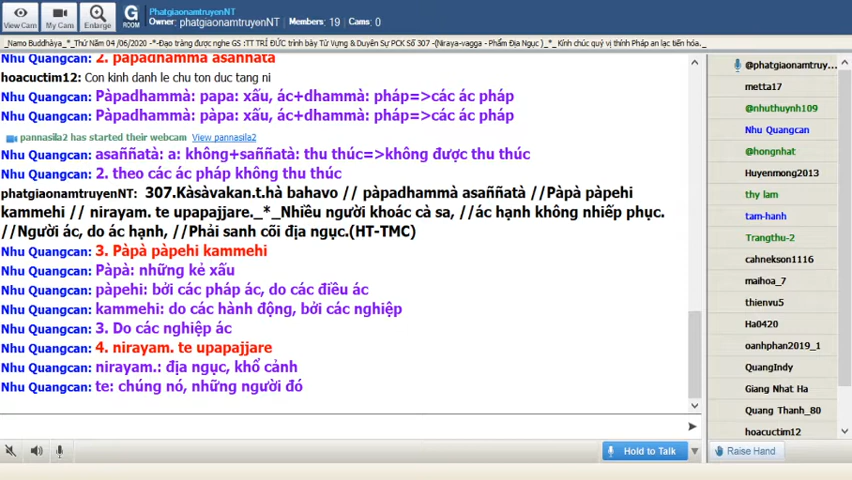 PhatgiaonamtruyenNT
Owner: phatgiaonamtruyenNT Members: 19 Cams: 0
View Cam
My Cam
Enlarge
G
ROOM
_Namo Buddhàya_*_Thứ Năm 04 /06/2020 -*-Đạo tràng được nghe GS :TT TRÍ ĐỨC trình bày Từ Vựng & Duyên Sự PCK Số 307 -(Niraya-vagga - Phẩm Địa Ngục )_*_ Kính chúc quý vị thính Pháp an lạc tiến hóa._
Nhu Quangcan: 2. pàpadhammà asaññatà
hoacuctim12: Con kinh danh le chu ton duc tang ni
Nhu Quangcan: Pàpadhammà: papa: xấu, ác+dhammà: pháp=>các ác pháp
Nhu Quangcan: Pàpadhammà: pàpa: xấu, ác+dhammà: pháp=>các ác pháp
pannasila2 has started their webcam View pannasila2
Nhu Quangcan: asaññatà: a: không+saññatà: thu thúc=>không được thu thúc
Nhu Quangcan: 2. theo các ác pháp không thu thúc
phatgiaonamtruyenNT: 307.Kàsàvakan.t.hà bahavo // pàpadhammà asaññatà //Pàpà pàpehi
kammehi // nirayam. te upapajjare._*_Nhiều người khoác cà sa, //ác hạnh không nhiếp phục.
//Người ác, do ác hạnh, //Phải sanh cõi địa ngục.(HT-TMC)
Nhu Quangcan: 3. Pàpà pàpehi kammehi
Nhu Quangcan: Pàpà: những kẻ xấu
Nhu Quangcan: pàpehi: bởi các pháp ác, do các điều ác
Nhu Quangcan: kammehi: do các hành động, bởi các nghiệp
Nhu Quangcan: 3. Do các nghiệp ác
Nhu Quangcan: 4. nirayam. te upapajjare
Nhu Quangcan: nirayam.: địa ngục, khổ cảnh
Nhu Quangcan: te: chúng nó, những người đó
Hold to Talk
@phatgiaonamtruy...
metta17
@nhuthuynh109
Nhu Quangcan
@hongnhat
Huyenmong2013
thy lam
tam-hanh
Trangthu-2
cahnekson1116
maihoa_7
thienvu5
Ha0420
oanhphan2019_1
QuangIndy
Giang Nhat Ha
Quang Thanh_80
hoacuctim12
Raise Hand